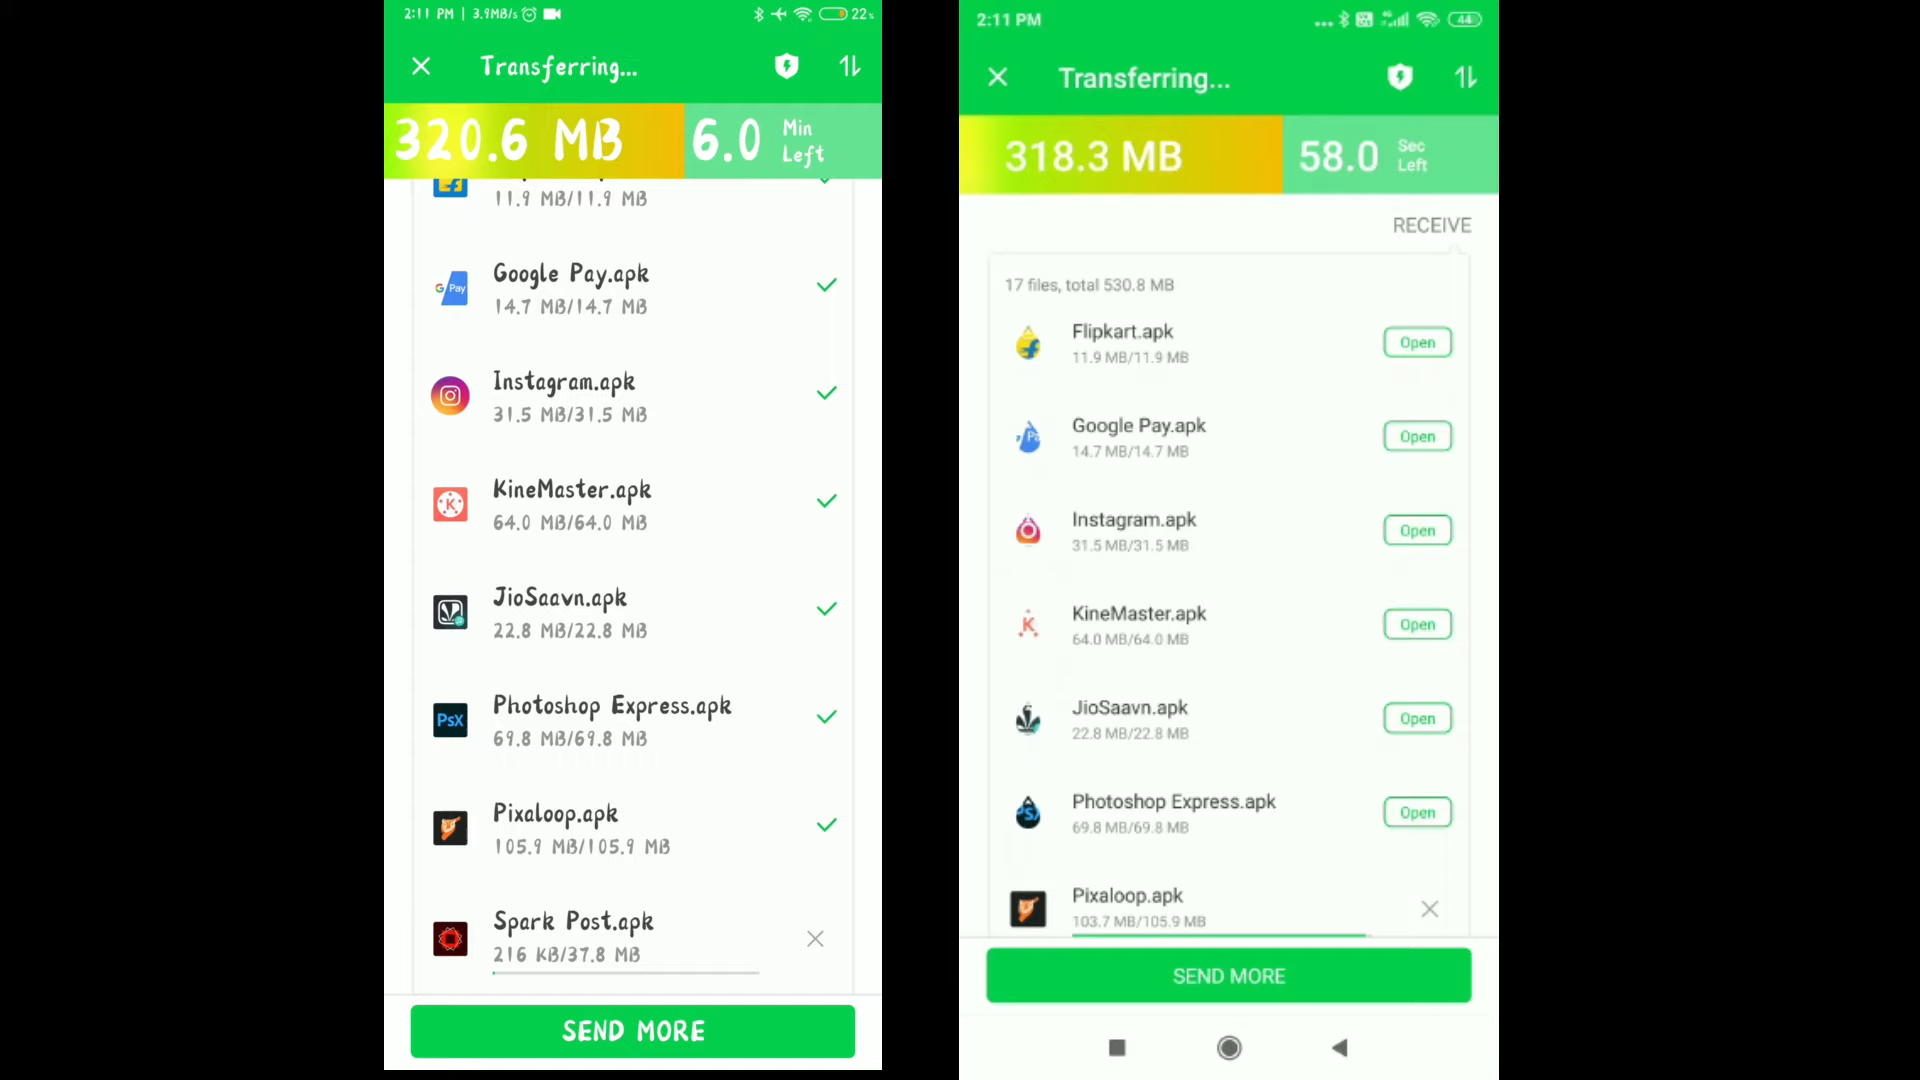 2:11 PM | 3.9MB/s
22%
Transferring...
320.6 MB
6.0 Min Left
11.9 MB/11.9 MB
G Pay
Google Pay.apk
14.7 MB/14.7 MB
Instagram.apk
31.5 MB/31.5 MB
K
KineMaster.apk
64.0 MB/64.0 MB
JioSaavn.apk
22.8 MB/22.8 MB
PsX
Photoshop Express.apk
69.8 MB/69.8 MB
Pixaloop.apk
105.9 MB/105.9 MB
Spark Post.apk
216 KB/37.8 MB
SEND MORE
2:11 PM
44
Transferring...
318.3 MB
58.0 Sec Left
RECEIVE
17 files, total 530.8 MB
Flipkart.apk
11.9 MB/11.9 MB
Open
Google Pay.apk
14.7 MB/14.7 MB
Open
Instagram.apk
31.5 MB/31.5 MB
Open
K
KineMaster.apk
64.0 MB/64.0 MB
Open
JioSaavn.apk
22.8 MB/22.8 MB
Open
Photoshop Express.apk
69.8 MB/69.8 MB
Open
Pixaloop.apk
103.7 MB/105.9 MB
SEND MORE